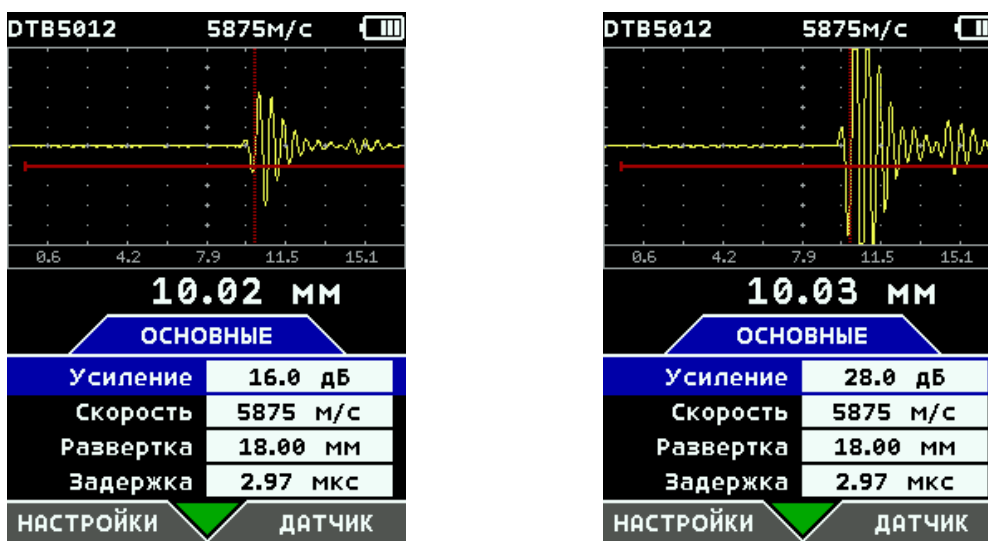 DTB5012 5875м/с
0.6 4.2 7.9 11.5 15.1
10.02 мм
ОСНОВНЫЕ
Усиление 16.0 дБ
Скорость 5875 м/с
Развертка 18.00 мм
Задержка 2.97 мкс
НАСТРОЙКИ ДАТЧИК
DTB5012 5875м/с
0.6 4.2 7.9 11.5 15.1
10.03 мм
ОСНОВНЫЕ
Усиление 28.0 дБ
Скорость 5875 м/с
Развертка 18.00 мм
Задержка 2.97 мкс
НАСТРОЙКИ ДАТЧИК